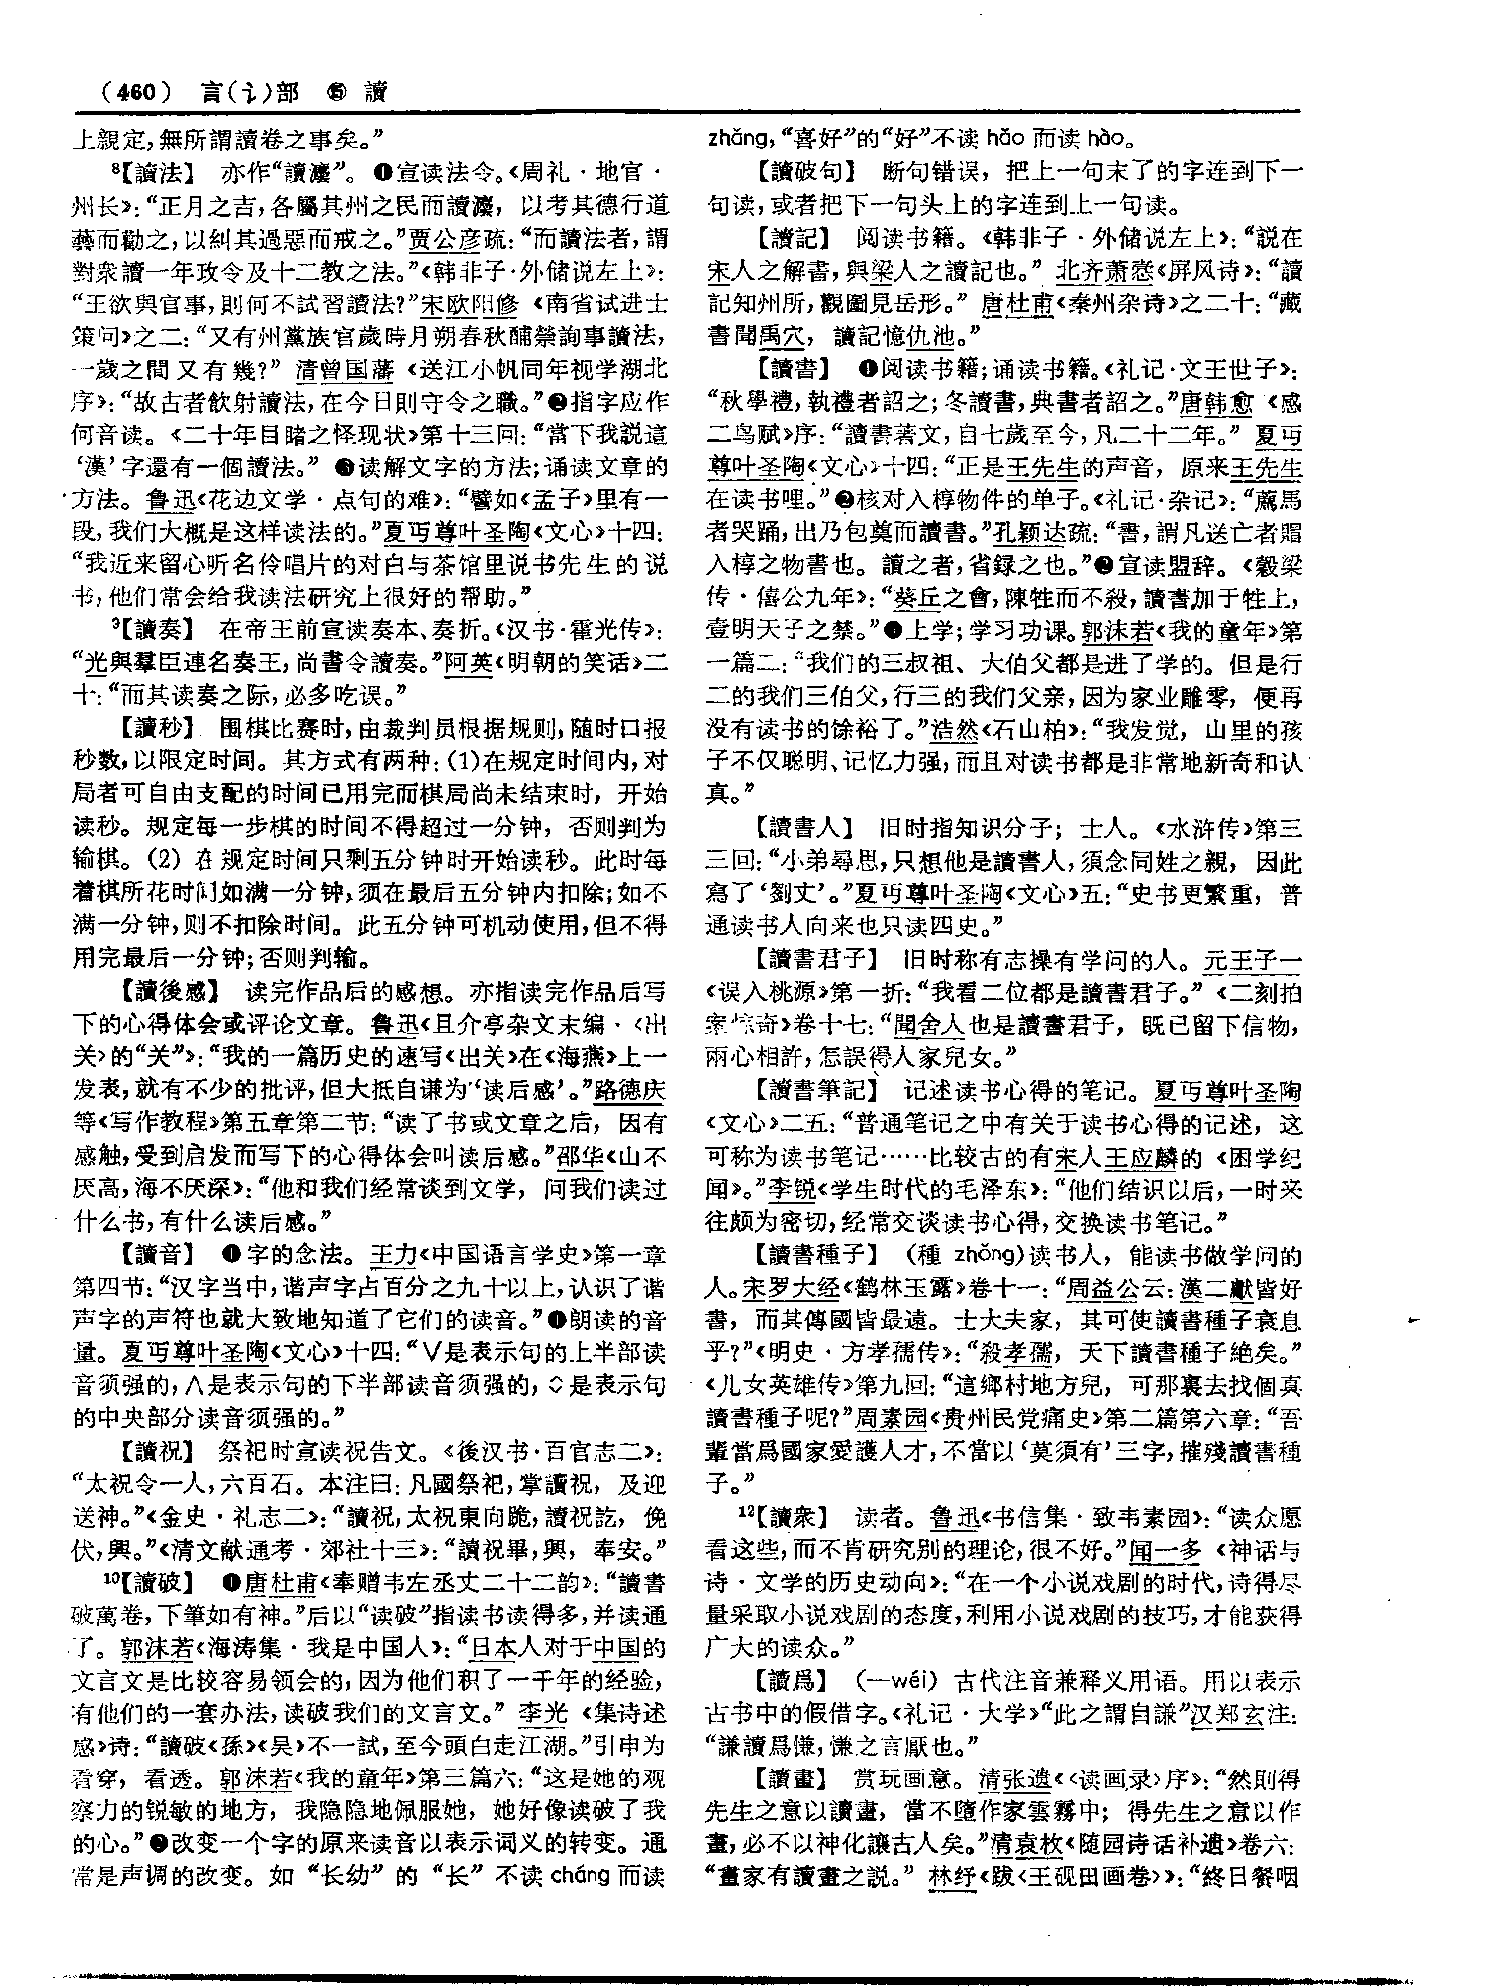 (460) 言(讠)部 ⑮ 讀
上親定,無所謂讀卷之事矣。”
⁸【讀法】 亦作“讀灋”。❶宣读法令。《周礼·地官·
州长》:“正月之吉,各屬其州之民而讀灋,以考其德行道
藝而勸之,以糾其過惡而戒之。”贾公彦疏:“而讀法者,謂
對衆讀一年政令及十二教之法。”《韩非子·外储说左上》:
“王欲與官事,則何不試習讀法?”宋欧阳修《南省试进士
策问》之二:“又有州黨族官歲時月朔春秋酺禜詢事讀法,
一歲之間又有幾?” 清曾国藩《送江小帆同年视学湖北
序》:“故古者飲射讀法,在今日則守令之職。”❷指字应作
何音读。《二十年目睹之怪现状》第十三回:“當下我説這
‘漢’字還有一個讀法。” ❸读解文字的方法;诵读文章的
方法。鲁迅《花边文学·点句的难》:“譬如《孟子》里有一
段,我们大概是这样读法的。”夏丏尊叶圣陶《文心》十四:
“我近来留心听名伶唱片的对白与茶馆里说书先生的说
书,他们常会给我读法研究上很好的帮助。”
⁹【讀奏】 在帝王前宣读奏本、奏折。《汉书·霍光传》:
“光與羣臣連名奏王,尚書令讀奏。”阿英《明朝的笑话》二
十:“而其读奏之际,必多吃误。”
【讀秒】 围棋比赛时,由裁判员根据规则,随时口报
秒数,以限定时间。其方式有两种:(1)在规定时间内,对
局者可自由支配的时间已用完而棋局尚未结束时,开始
读秒。规定每一步棋的时间不得超过一分钟,否则判为
输棋。(2) 在规定时间只剩五分钟时开始读秒。此时每
着棋所花时间如满一分钟,须在最后五分钟内扣除;如不
满一分钟,则不扣除时间。此五分钟可机动使用,但不得
用完最后一分钟;否则判输。
【讀後感】 读完作品后的感想。亦指读完作品后写
下的心得体会或评论文章。鲁迅《且介亭杂文末编·〈出
关〉的“关”》:“我的一篇历史的速写《出关》在《海燕》上一
发表,就有不少的批评,但大抵自谦为‘读后感’。”路德庆
等《写作教程》第五章第二节:“读了书或文章之后,因有
感触,受到启发而写下的心得体会叫读后感。”邵华《山不
厌高,海不厌深》:“他和我们经常谈到文学,问我们读过
什么书,有什么读后感。”
【讀音】 ❶字的念法。王力《中国语言学史》第一章
第四节:“汉字当中,谐声字占百分之九十以上,认识了谐
声字的声符也就大致地知道了它们的读音。”❶朗读的音
量。夏丏尊叶圣陶《文心》十四:“∨是表示句的上半部读
音须强的,∧是表示句的下半部读音须强的,◇是表示句
的中央部分读音须强的。”
【讀祝】 祭祀时宣读祝告文。《後汉书·百官志二》:
“太祝令一人,六百石。本注曰:凡國祭祀,掌讀祝,及迎
送神。”《金史·礼志二》:“讀祝,太祝東向跪,讀祝訖,俛
伏,興。”《清文献通考·郊社十三》:“讀祝畢,興,奉安。”
¹⁰【讀破】 ❶唐杜甫《奉赠韦左丞丈二十二韵》:“讀書
破萬卷,下筆如有神。”后以“读破”指读书读得多,并读通
了。郭沫若《海涛集·我是中国人》:“日本人对于中国的
文言文是比较容易领会的,因为他们积了一千年的经验,
有他们的一套办法,读破我们的文言文。” 李光《集诗述
感》诗:“讀破《孫》《吴》不一試,至今頭白走江湖。”引申为
看穿,看透。郭沫若《我的童年》第三篇六:“这是她的观
察力的锐敏的地方,我隐隐地佩服她,她好像读破了我
的心。”❷改变一个字的原来读音以表示词义的转变。通
常是声调的改变。如“长幼”的“长”不读 cháng 而读
zhǎng,“喜好”的“好”不读 hǎo 而读 hào。
【讀破句】 断句错误,把上一句末了的字连到下一
句读,或者把下一句头上的字连到上一句读。
【讀記】 阅读书籍。《韩非子·外储说左上》:“説在
宋人之解書,與梁人之讀記也。” 北齐萧悫《屏风诗》:“讀
記知州所,觀圖見岳形。” 唐杜甫《秦州杂诗》之二十:“藏
書聞禹穴,讀記憶仇池。”
【讀書】 ❶阅读书籍;诵读书籍。《礼记·文王世子》:
“秋學禮,執禮者詔之;冬讀書,典書者詔之。”唐韩愈《感
二鸟赋》序:“讀書著文,自七歲至今,凡二十二年。” 夏丏
尊叶圣陶《文心》十四:“正是王先生的声音,原来王先生
在读书哩。”❷核对入椁物件的单子。《礼记·杂记》:“薦馬
者哭踊,出乃包奠而讀書。”孔颖达疏:“書,謂凡送亡者賵
入椁之物書也。讀之者,省録之也。”❷宣读盟辞。《穀梁
传·僖公九年》:“葵丘之會,陳牲而不殺,讀書加于牲上,
壹明天子之禁。”❶上学;学习功课。郭沫若《我的童年》第
一篇二:“我们的三叔祖、大伯父都是进了学的。但是行
二的我们三伯父,行三的我们父亲,因为家业雕零,便再
没有读书的馀裕了。”浩然《石山柏》:“我发觉,山里的孩
子不仅聪明、记忆力强,而且对读书都是非常地新奇和认
真。”
【讀書人】 旧时指知识分子;士人。《水浒传》第三
三回:“小弟尋思,只想他是讀書人,須念同姓之親,因此
寫了‘劉丈’。”夏丏尊叶圣陶《文心》五:“史书更繁重,普
通读书人向来也只读四史。”
【讀書君子】 旧时称有志操有学问的人。元王子一
《误入桃源》第一折:“我看二位都是讀書君子。”《二刻拍
案惊奇》卷十七:“聞舍人也是讀書君子,既已留下信物,
兩心相許,怎誤得人家兒女。”
【讀書筆記】 记述读书心得的笔记。夏丏尊叶圣陶
《文心》二五:“普通笔记之中有关于读书心得的记述,这
可称为读书笔记……比较古的有宋人王应麟的《困学纪
闻》。”李锐《学生时代的毛泽东》:“他们结识以后,一时来
往颇为密切,经常交谈读书心得,交换读书笔记。”
【讀書種子】 (種 zhǒng)读书人,能读书做学问的
人。宋罗大经《鹤林玉露》卷十一:“周益公云:漢二獻皆好
書,而其傳國皆最遠。士大夫家,其可使讀書種子衰息
乎?”《明史·方孝孺传》:“殺孝孺,天下讀書種子絶矣。”
《儿女英雄传》第九回:“這鄉村地方兒,可那裏去找個真
讀書種子呢?”周素园《贵州民党痛史》第二篇第六章:“吾
輩當爲國家愛護人才,不當以‘莫須有’三字,摧殘讀書種
子。”
¹²【讀衆】 读者。鲁迅《书信集·致韦素园》:“读众愿
看这些,而不肯研究别的理论,很不好。”闻一多《神话与
诗·文学的历史动向》:“在一个小说戏剧的时代,诗得尽
量采取小说戏剧的态度,利用小说戏剧的技巧,才能获得
广大的读众。”
【讀爲】 (—wéi) 古代注音兼释义用语。用以表示
古书中的假借字。《礼记·大学》“此之謂自謙”汉郑玄注:
“謙讀爲慊,慊之言厭也。”
【讀畫】 赏玩画意。清张遗《〈读画录〉序》:“然則得
先生之意以讀畫,當不墮作家雲霧中;得先生之意以作
畫,必不以神化讓古人矣。”清袁枚《随园诗话补遗》卷六:
“畫家有讀畫之説。” 林纾《跋〈王砚田画卷〉》:“終日餐咽